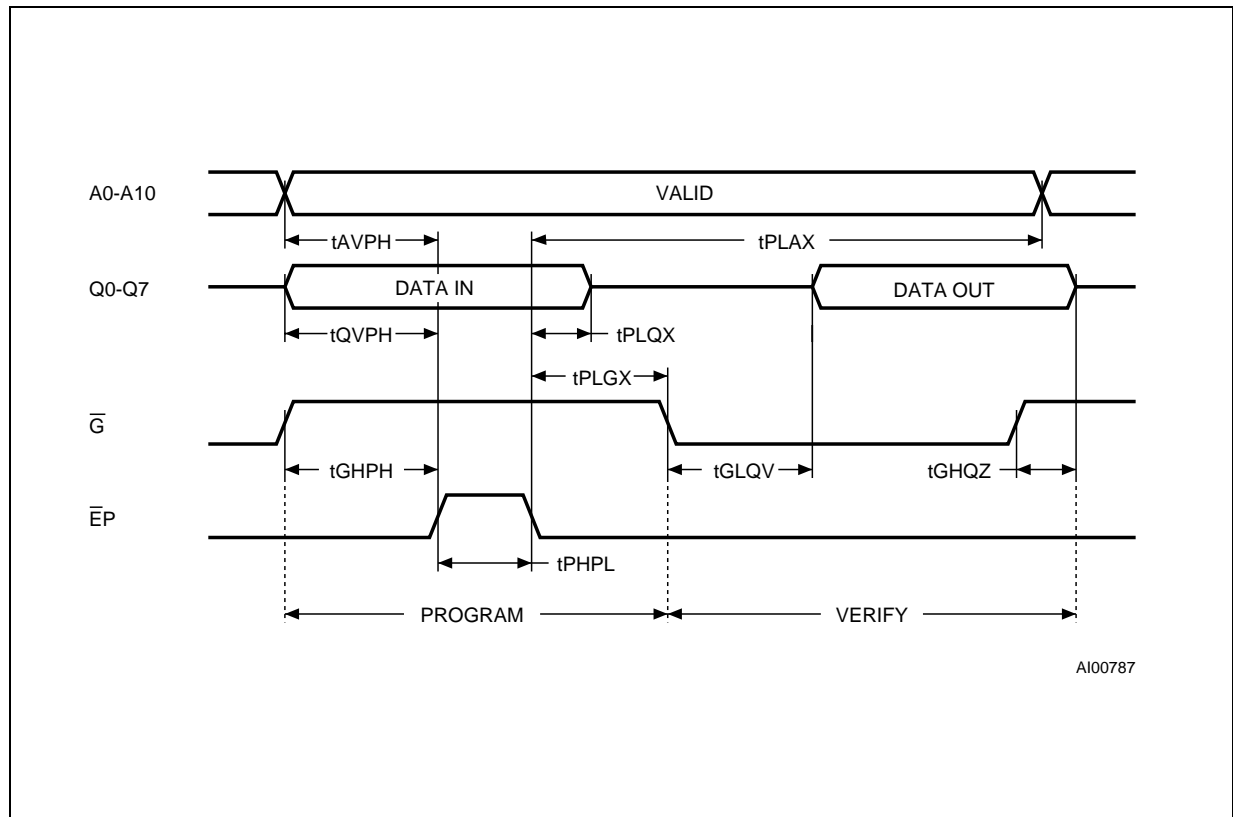 A0-A10
VALID
tAVPH
tPLAX
Q0-Q7
DATA IN
DATA OUT
tQVPH
tPLQX
tPLGX
G̅
tGHPH
tGLQV
tGHQZ
E̅P
tPHPL
PROGRAM
VERIFY
AI00787